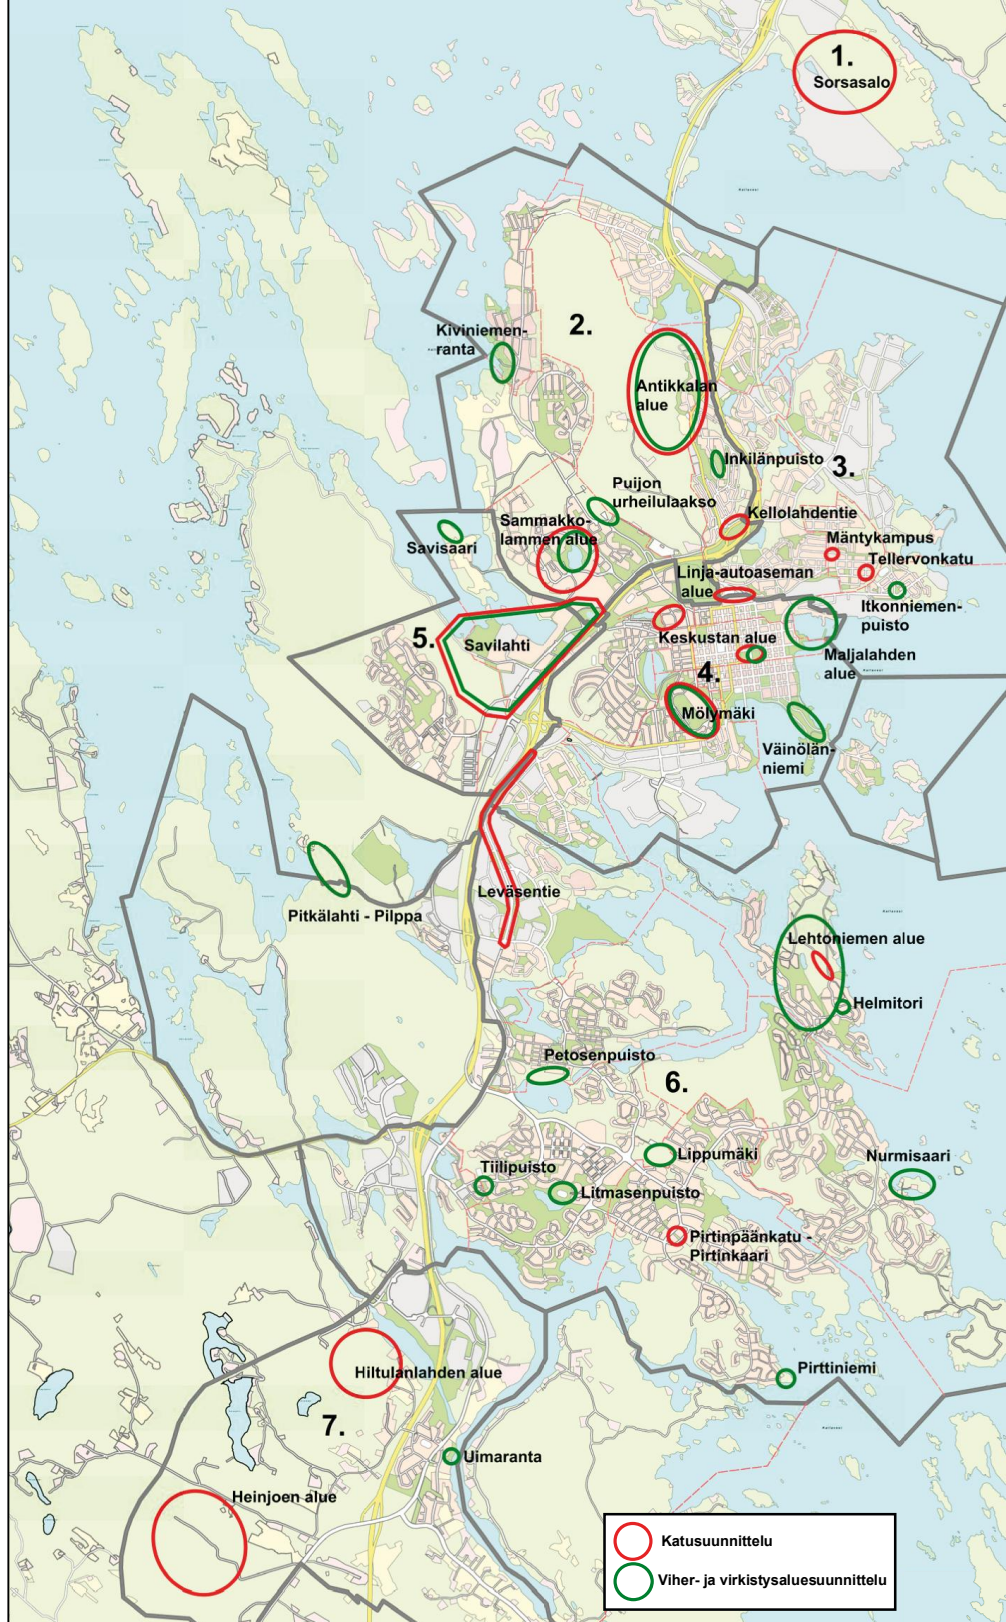 1.
Sorsasalo
2.
Kiviniemen-
ranta
Antikkalan
alue
Inkilänpuisto
3.
Puijon
urheilulaakso
Kellolahdentie
Sammakko-
lammen alue
Savisaari
Mäntykampus
Tellervonkatu
Linja-autoaseman
alue
Itkonniemen-
puisto
5.
Savilahti
Keskustan alue
Maljalahden
alue
4.
Mölymäki
Väinölän-
niemi
Leväsentie
Pitkälahti - Pilppa
Lehtoniemen alue
Helmitori
Petosenpuisto
6.
Lippumäki
Nurmisaari
Tiilipuisto
Litmasenpuisto
Pirtinpäänkatu -
Pirtinkaari
Hiltulanlahden alue
Pirttiniemi
7.
Uimaranta
Heinjoen alue
Katusuunnittelu
Viher- ja virkistysaluesuunnittelu